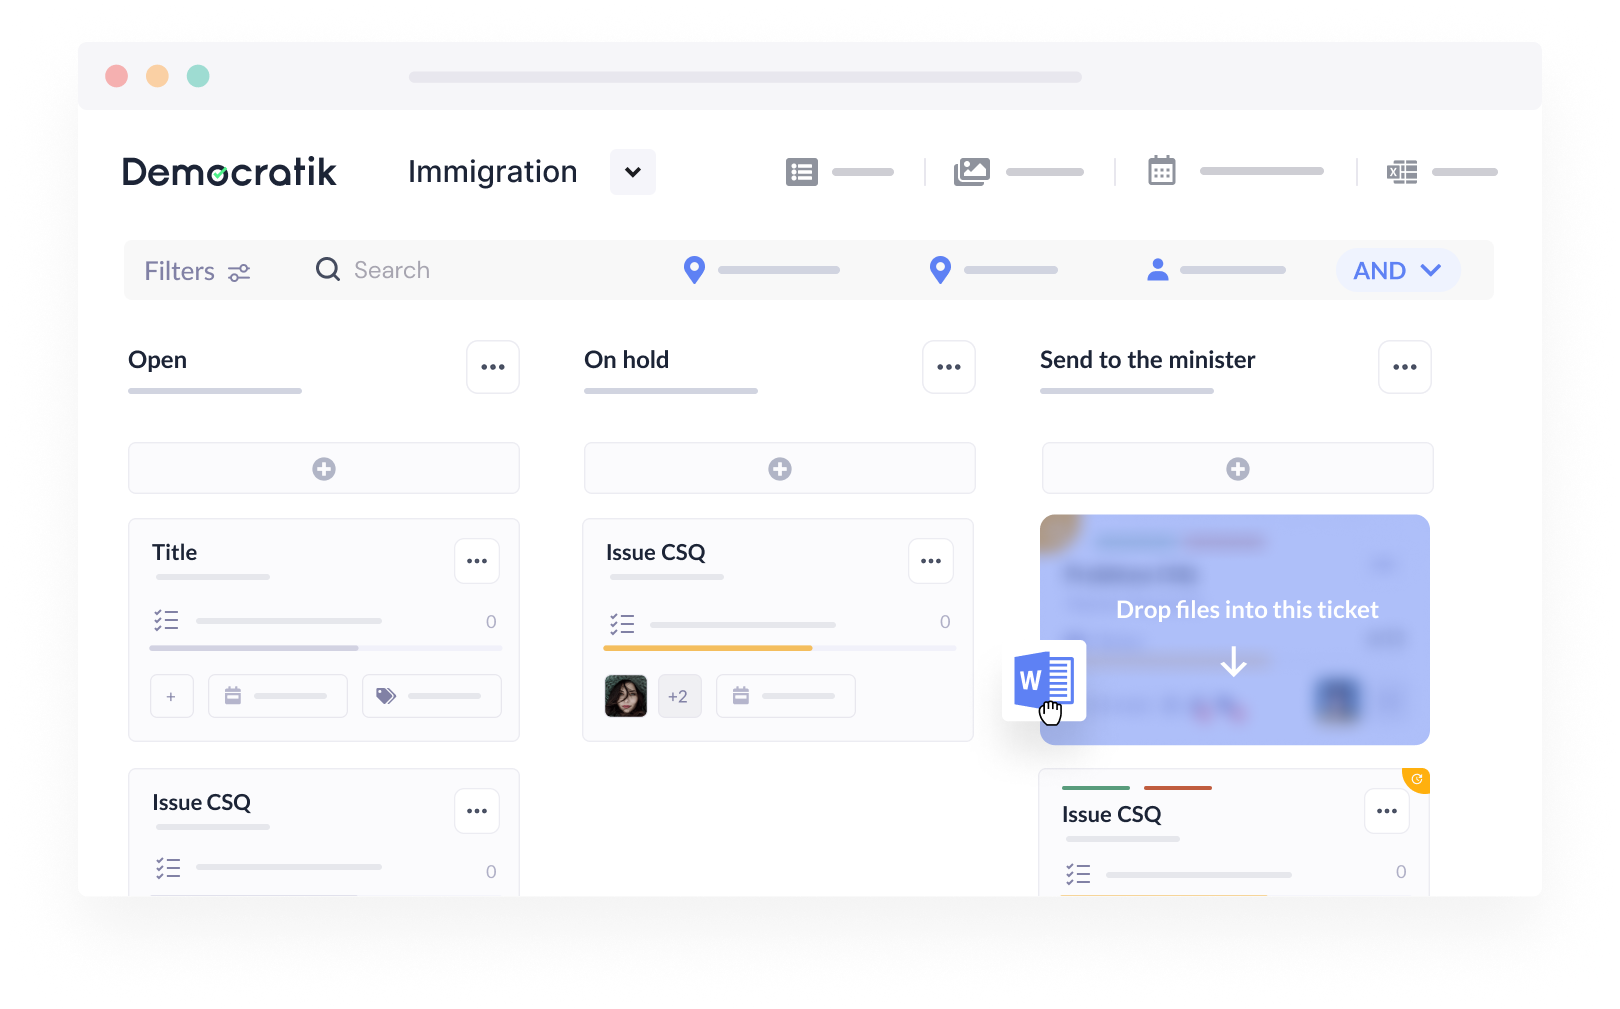 Democratik
Immigration
X
Filters
Search
AND
Open
On hold
Send to the minister
Title
0
+
Issue CSQ
0
+2
Drop files into this ticket
W
Issue CSQ
0
Issue CSQ
0